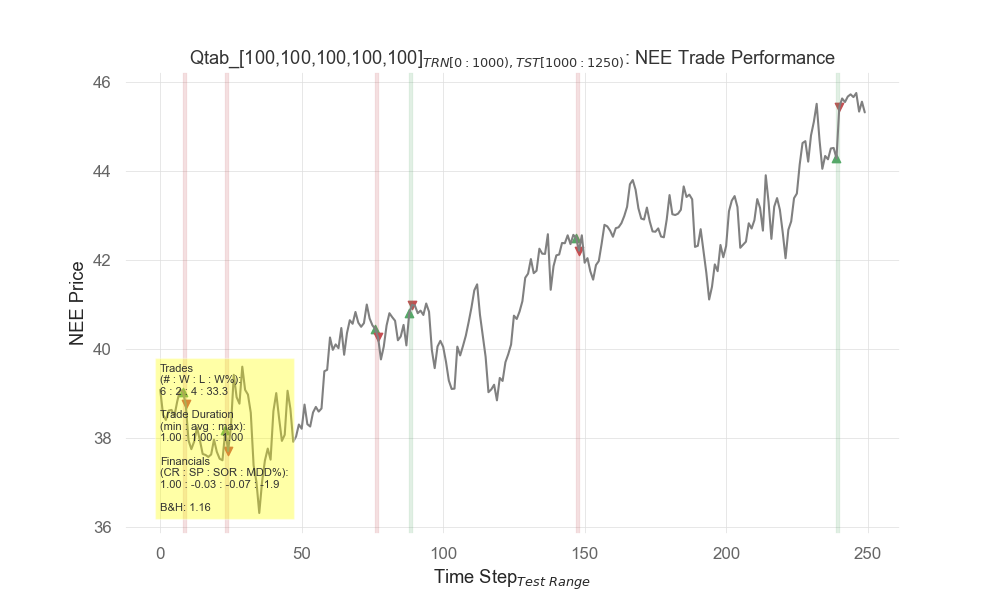 Qtab_[100,100,100,100,100]TRN[0 : 1000), TST[1000 : 1250): NEE Trade Performance
46
44
42
40
38
36
NEE Price
Trades
(# : W : L : W%):
6 : 2 : 4 : 33.3
Trade Duration
(min : avg : max):
1.00 : 1.00 : 1.00
Financials
(CR : SP : SOR : MDD%):
1.00 : -0.03 : -0.07 : -1.9
B&H: 1.16
0 50 100 150 200 250
Time StepTest Range